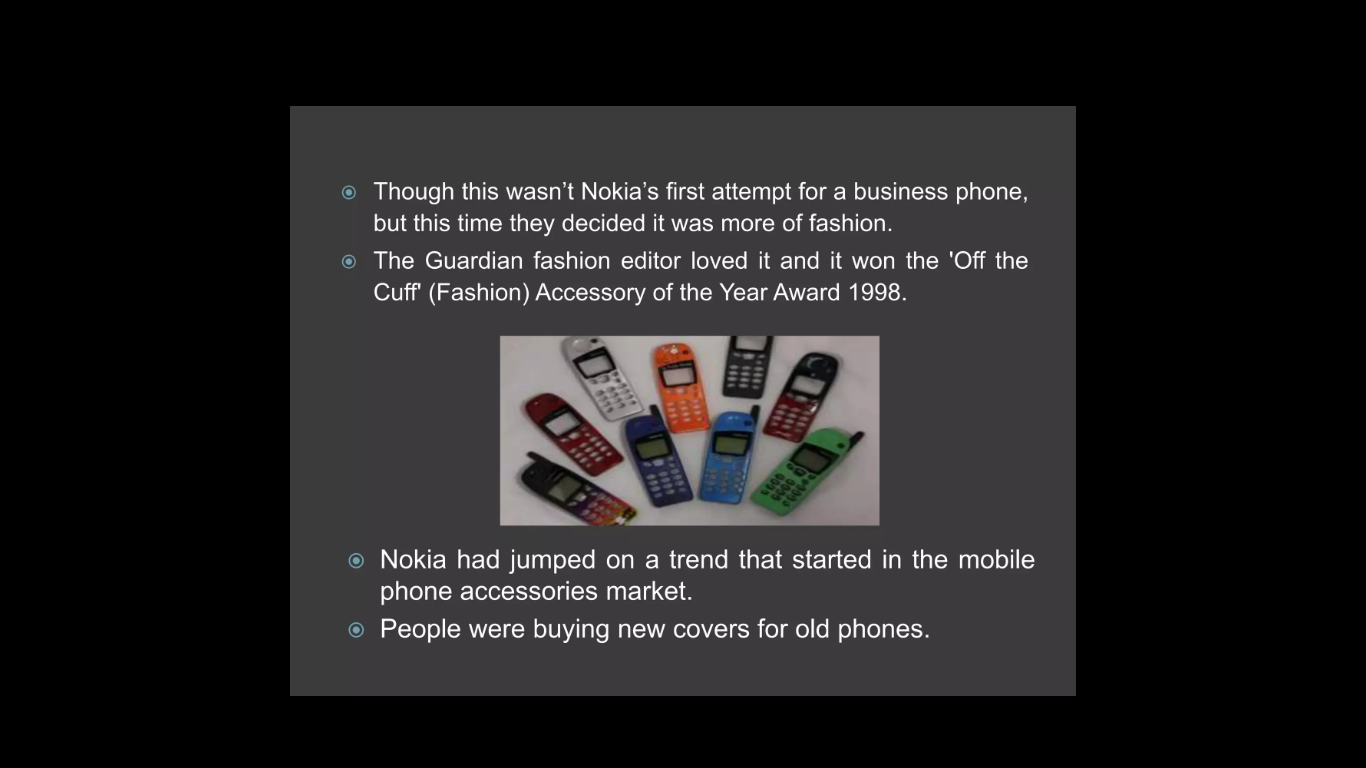 Though this wasn’t Nokia’s first attempt for a business phone,
but this time they decided it was more of fashion.
The Guardian fashion editor loved it and it won the 'Off the
Cuff' (Fashion) Accessory of the Year Award 1998.
Nokia had jumped on a trend that started in the mobile
phone accessories market.
People were buying new covers for old phones.